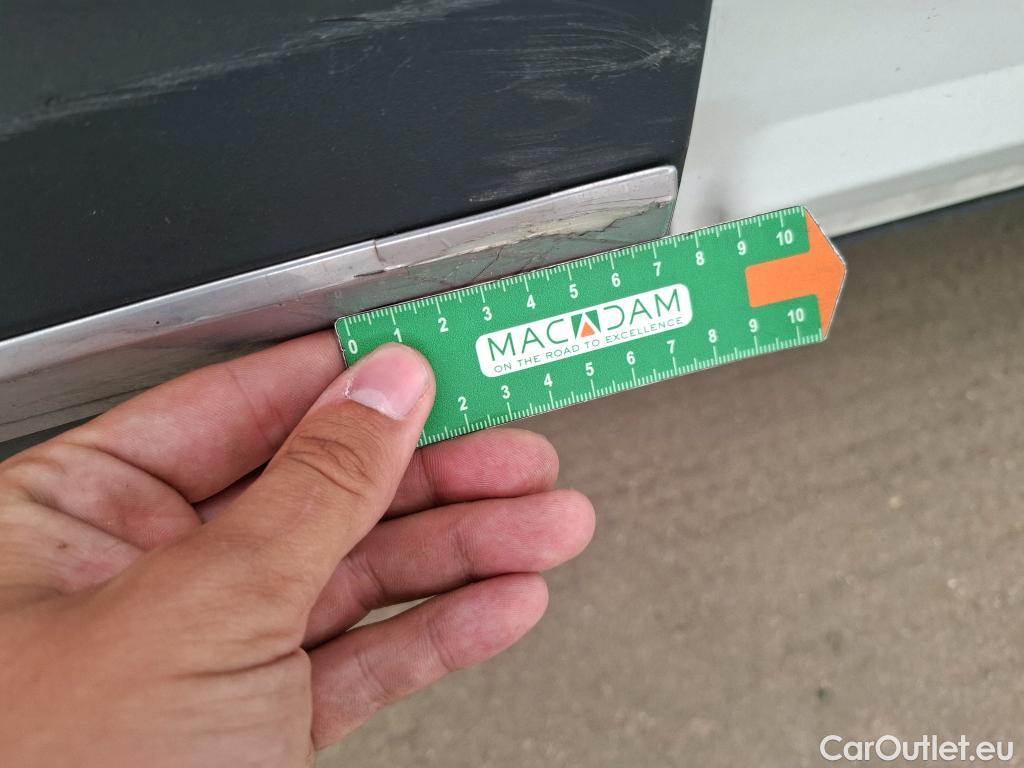 0 1 2 3 4 5 6 7 8 9 10
MACADAM
ON THE ROAD TO EXCELLENCE
2 3 4 5 6 7 8 9 10
CarOutlet.eu